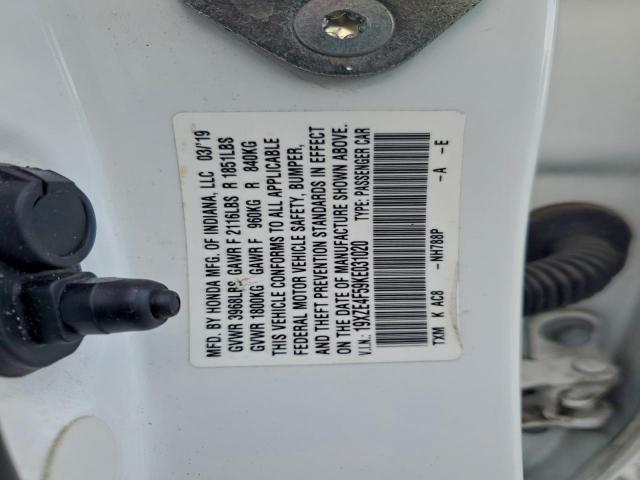 MFD. BY HONDA MFG. OF INDIANA, LLC 03/19
GVWR 3968LBS GAWR F 2116LBS R 1851LBS
GVWR 1800KG GAWR F 960KG R 840KG
THIS VEHICLE CONFORMS TO ALL APPLICABLE
FEDERAL MOTOR VEHICLE SAFETY, BUMPER,
AND THEFT PREVENTION STANDARDS IN EFFECT
ON THE DATE OF MANUFACTURE SHOWN ABOVE.
V.I.N: 19XZE4F59KE031020 TYPE: PASSENGER CAR
TXM K AC8 -NH788P -A -E